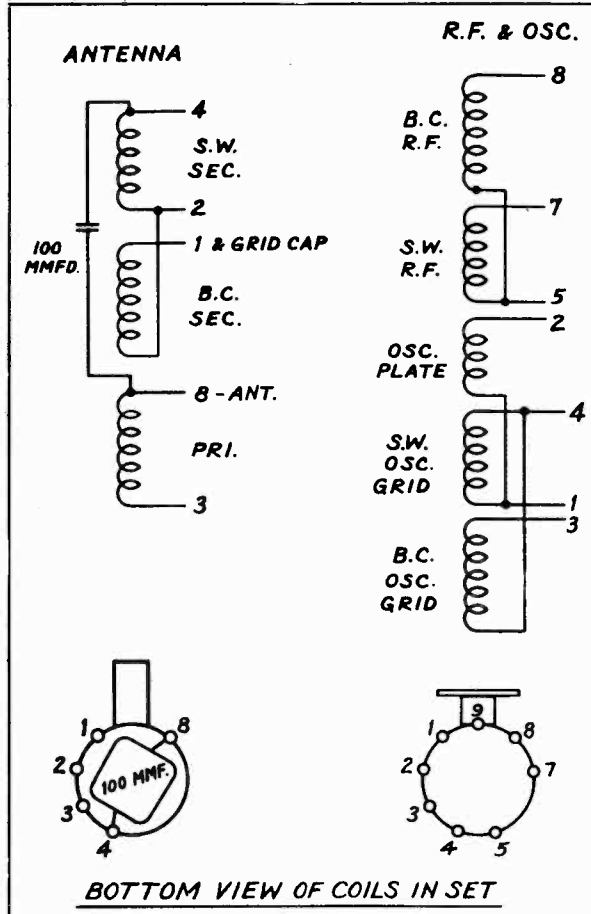 ANTENNA
4
S.W.
SEC.
2
100
MMFD.
1 & GRID CAP
B.C.
SEC.
8-ANT.
PRI.
3
R.F. & OSC.
8
B.C.
R.F.
7
S.W.
R.F.
5
2
OSC.
PLATE
4
S.W.
OSC.
GRID
1
3
B.C.
OSC.
GRID
1
8
2
100 MMF.
3
4
9
1
8
2
7
3
4
5
BOTTOM VIEW OF COILS IN SET